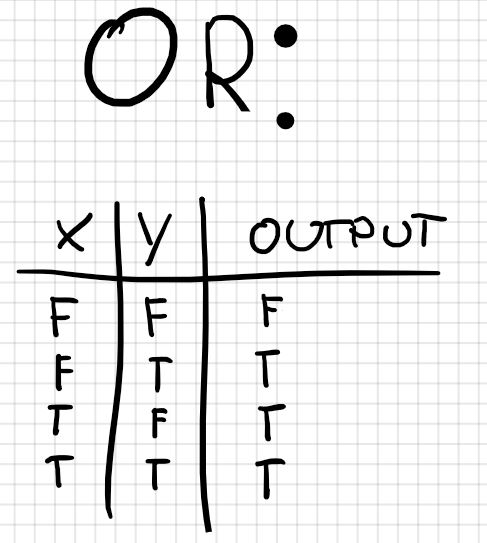 OR:
X Y OUTPUT
F F F
F T T
T F T
T T T